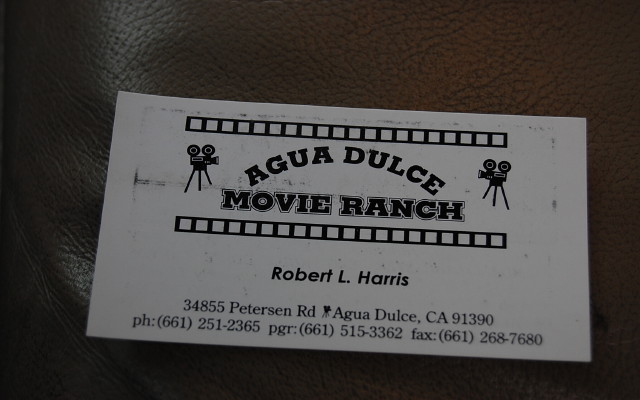 AGUA DULCE
MOVIE RANCH
Robert L. Harris
34855 Petersen Rd Agua Dulce, CA 91390
ph:(661) 251-2365 pgr:(661) 515-3362 fax:(661) 268-7680